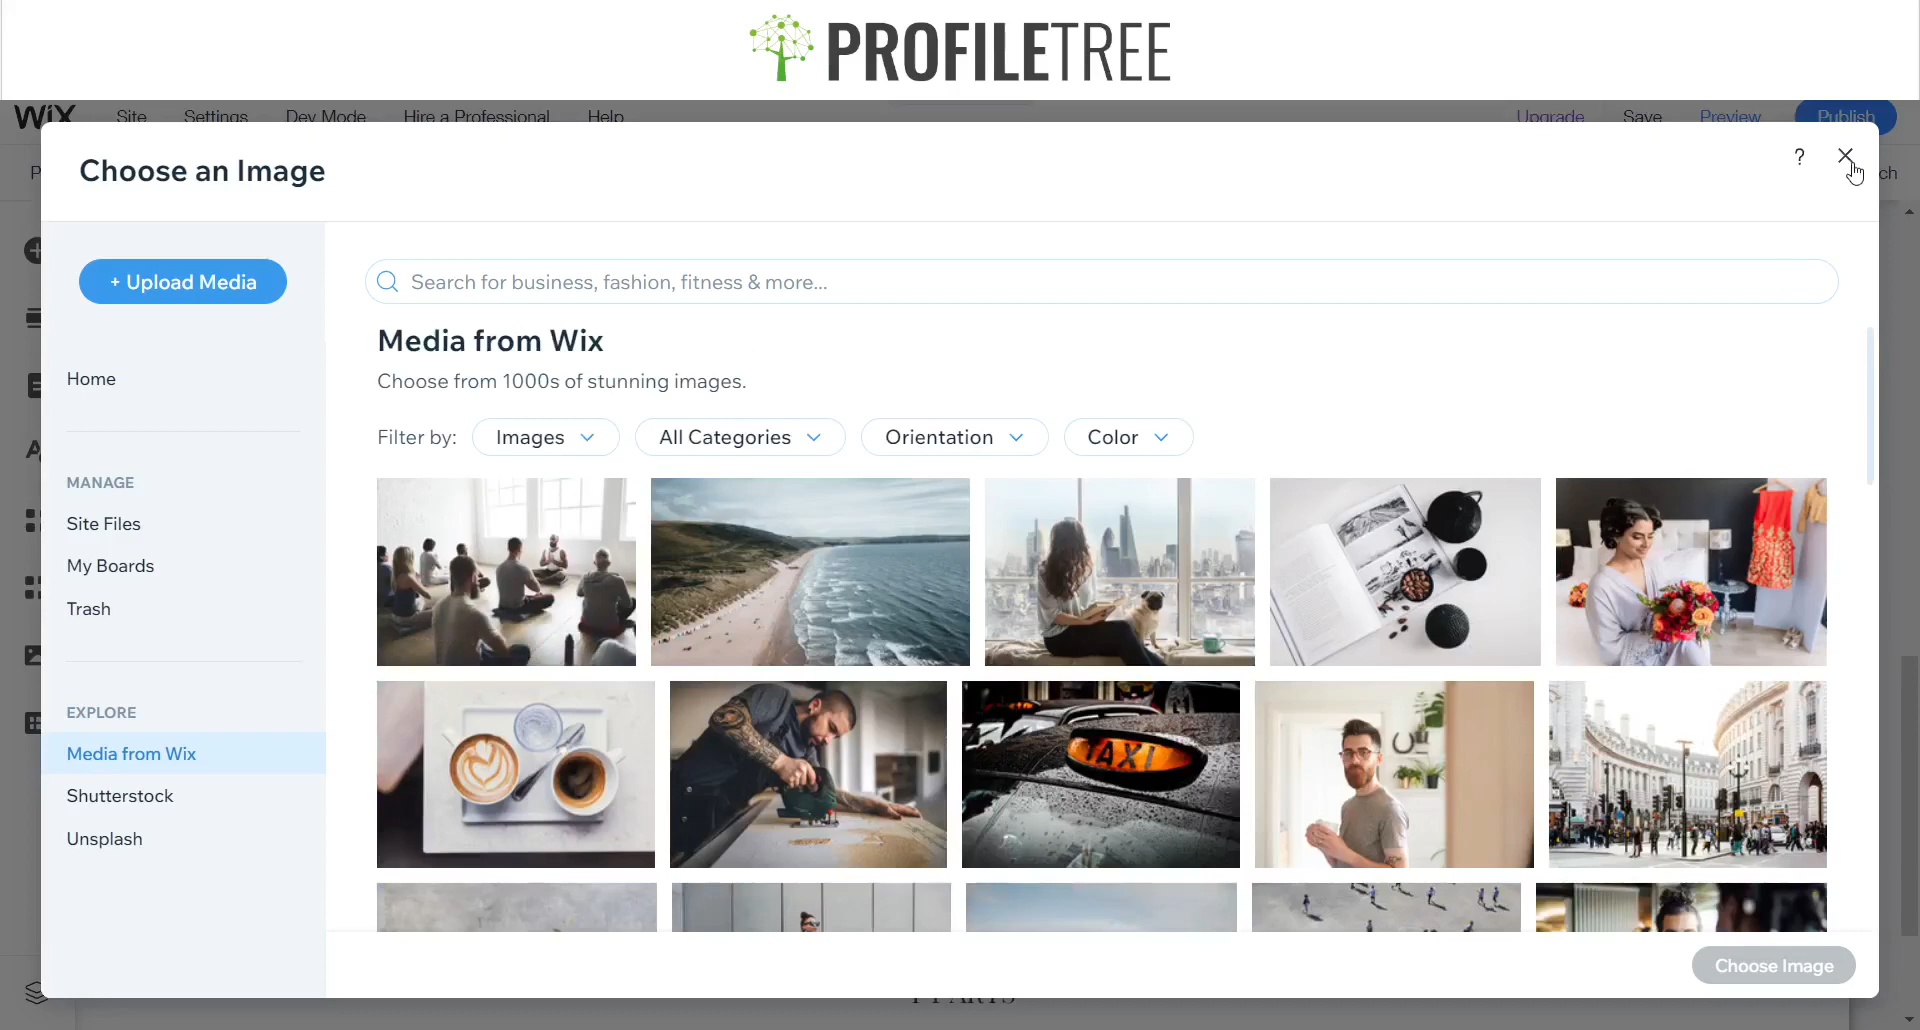 PROFILETREE
WIX Site Settings Dev Mode Hire a Professional Help Upgrade Save Preview Publish
Choose an Image ?
+ Upload Media
Search for business, fashion, fitness & more...
Media from Wix
Choose from 1000s of stunning images.
Home
Filter by: Images All Categories Orientation Color
MANAGE
Site Files
My Boards
Trash
EXPLORE
Media from Wix
Shutterstock
Unsplash
TAXI
Choose Image